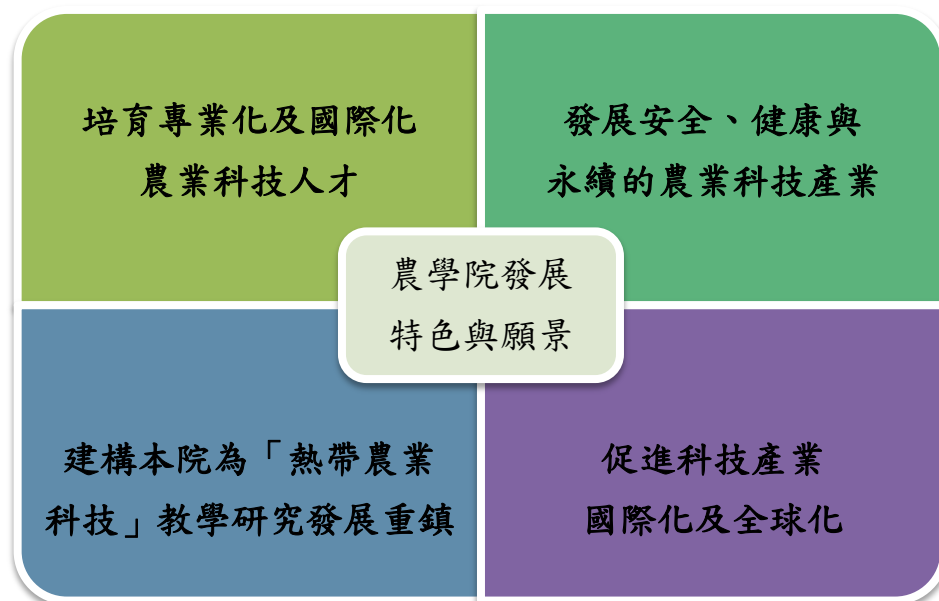 培育專業化及國際化
農業科技人才
發展安全、健康與
永續的農業科技產業
農學院發展
特色與願景
建構本院為「熱帶農業
科技」教學研究發展重鎮
促進科技產業
國際化及全球化